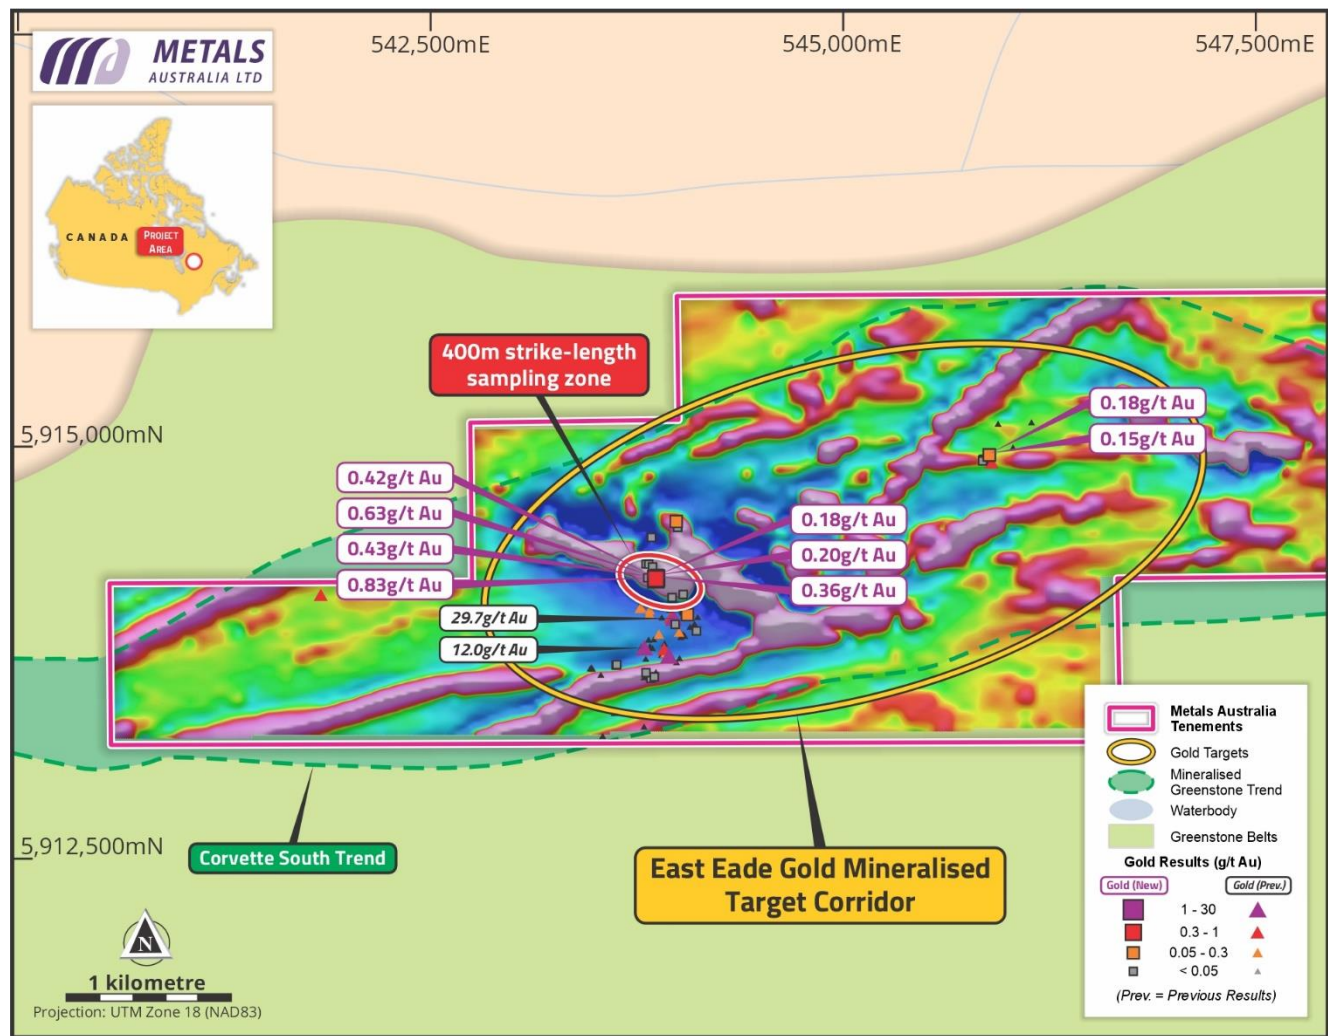 METALS
AUSTRALIA LTD
542,500mE
545,000mE
547,500mE
CANADA
PROJECT
AREA
400m strike-length
sampling zone
5,915,000mN
0.18g/t Au
0.15g/t Au
0.42g/t Au
0.63g/t Au
0.43g/t Au
0.83g/t Au
0.18g/t Au
0.20g/t Au
0.36g/t Au
29.7g/t Au
12.0g/t Au
5,912,500mN
Corvette South Trend
East Eade Gold Mineralised
Target Corridor
N
1 kilometre
Projection: UTM Zone 18 (NAD83)
Metals Australia
Tenements
Gold Targets
Mineralised
Greenstone Trend
Waterbody
Greenstone Belts
Gold Results (g/t Au)
Gold (New) Gold (Prev.)
1 - 30
0.3 - 1
0.05 - 0.3
< 0.05
(Prev. = Previous Results)